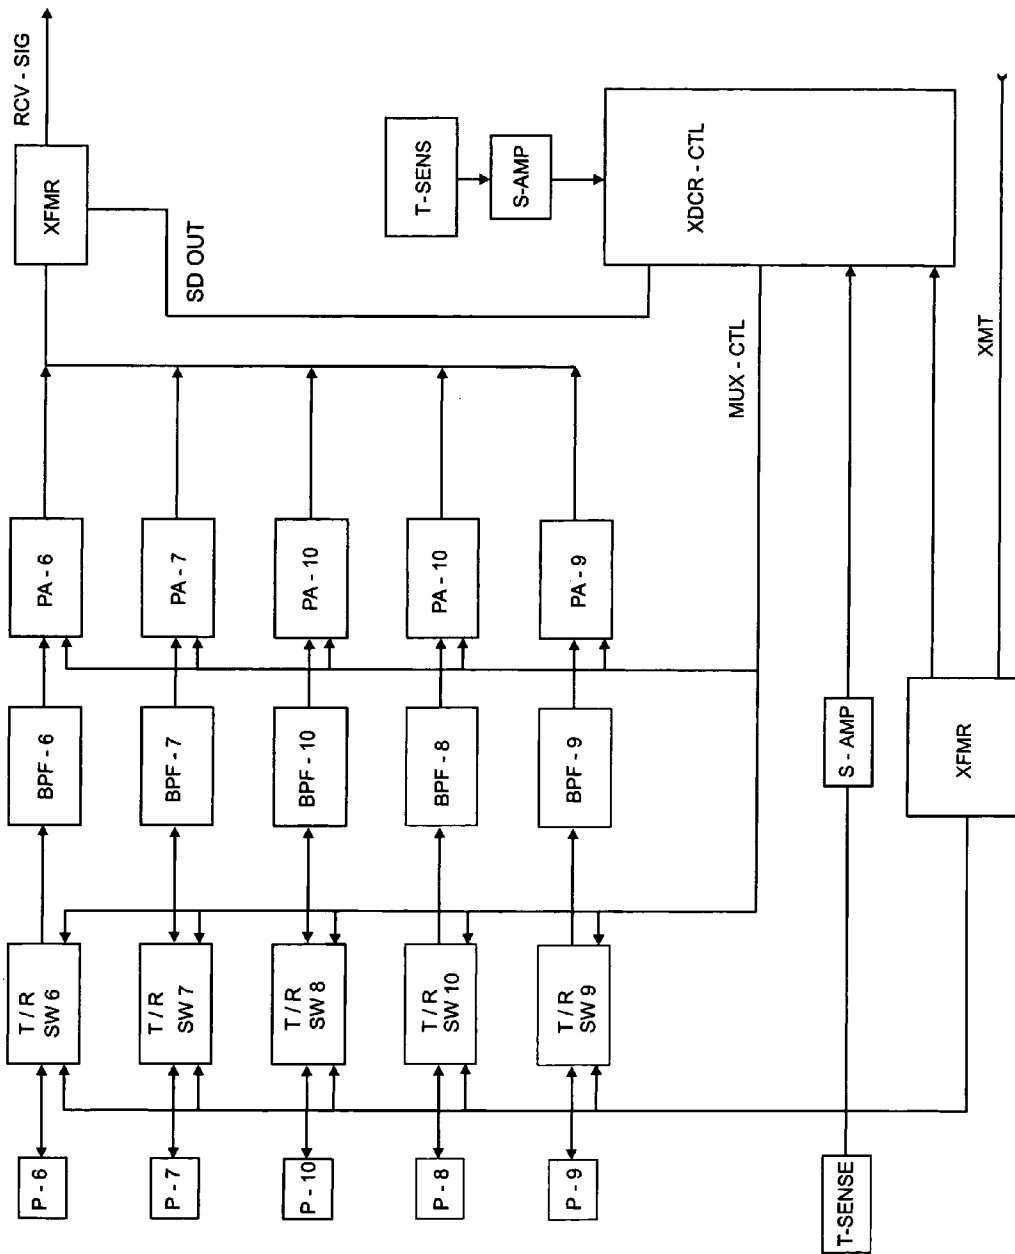 P - 6
T / R
SW 6
BPF - 6
PA - 6
XFMR
RCV - SIG
P - 7
T / R
SW 7
BPF - 7
PA - 7
SD OUT
P - 10
T / R
SW 8
BPF - 10
PA - 10
P - 8
T / R
SW 10
BPF - 8
PA - 10
T-SENS
S-AMP
P - 9
T / R
SW 9
BPF - 9
PA - 9
XDCR - CTL
MUX - CTL
T-SENSE
S - AMP
XFMR
XMT